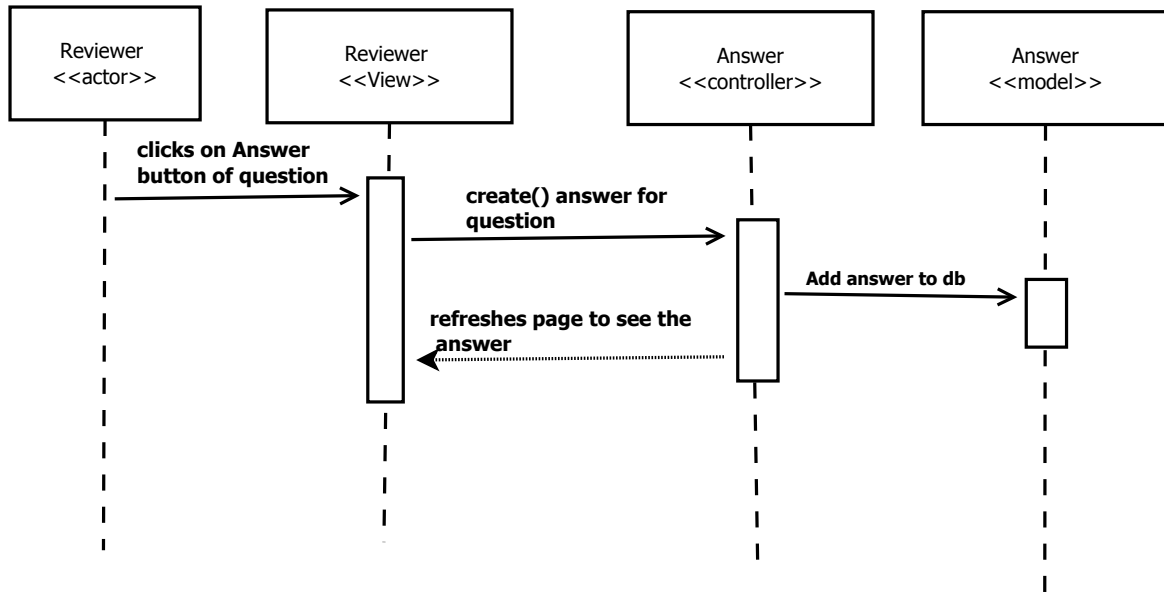 Reviewer
<<actor>>
Reviewer
<<View>>
Answer
<<controller>>
Answer
<<model>>
clicks on Answer
button of question
create() answer for
question
Add answer to db
refreshes page to see the
answer